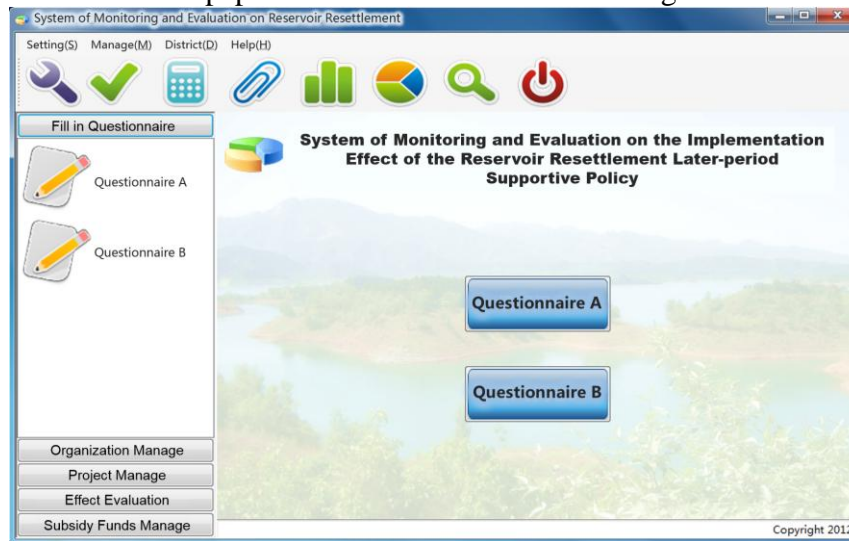 System of Monitoring and Evaluation on Reservoir Resettlement
Setting(S) Manage(M) District(D) Help(H)
Fill in Questionnaire
Questionnaire A
Questionnaire B
Organization Manage
Project Manage
Effect Evaluation
Subsidy Funds Manage
System of Monitoring and Evaluation on the Implementation
Effect of the Reservoir Resettlement Later-period
Supportive Policy
Questionnaire A
Questionnaire B
Copyright 2012